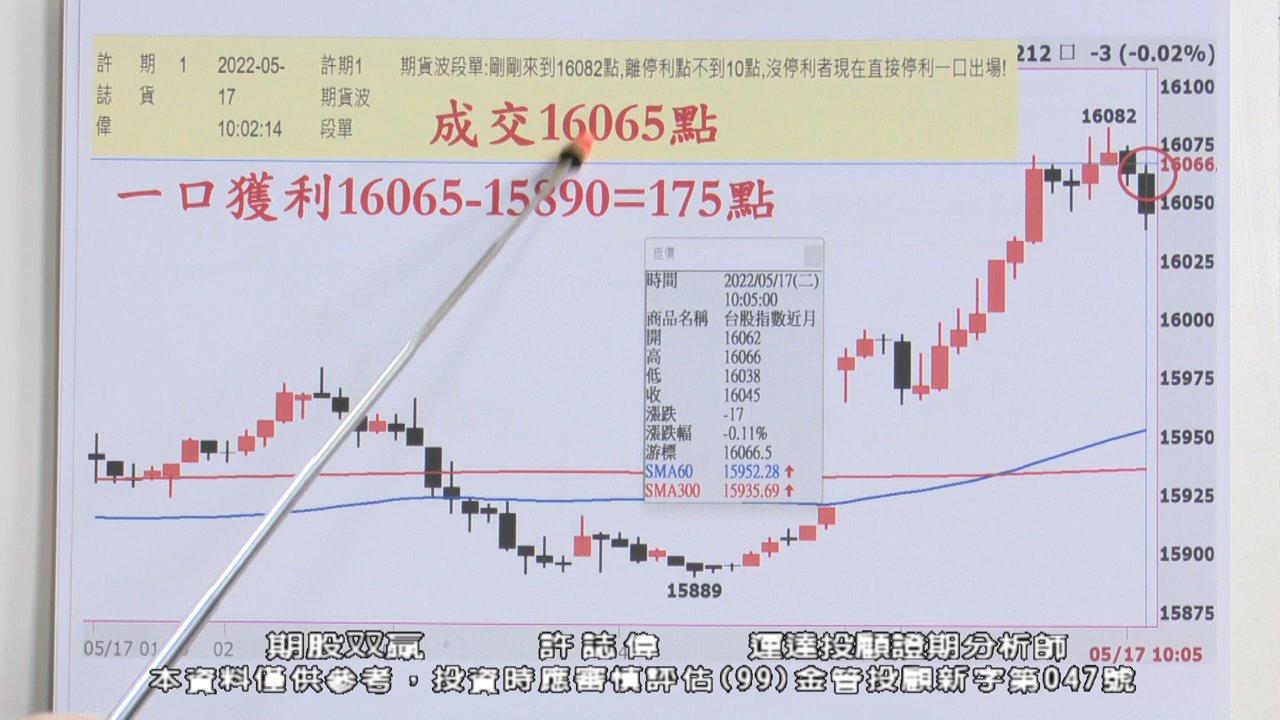 許 期 1 2022-05- 許期1 期貨波段單:剛剛來到16082點,離停利點不到10點,沒停利者現在直接停利一口出場!
誌 貨 17 期貨波
偉 10:02:14 段單
成交16065點
一口獲利16065-15890=175點
212 口 -3 (-0.02%)
16100
16082
16075
16066
16050
16025
16000
15975
15950
15925
15900
15875
查價
時間 2022/05/17(二)
10:05:00
商品名稱 台股指數近月
開 16062
高 16066
低 16038
收 16045
漲跌 -17
漲跌幅 -0.11%
游標 16066.5
SMA60 15952.28 ↑
SMA300 15935.69 ↑
15889
05/17 01 02
05/17 10:05
期股双贏 許誌偉 運達投顧證期分析師
本資料僅供參考,投資時應審慎評估(99)金管投顧新字第047號